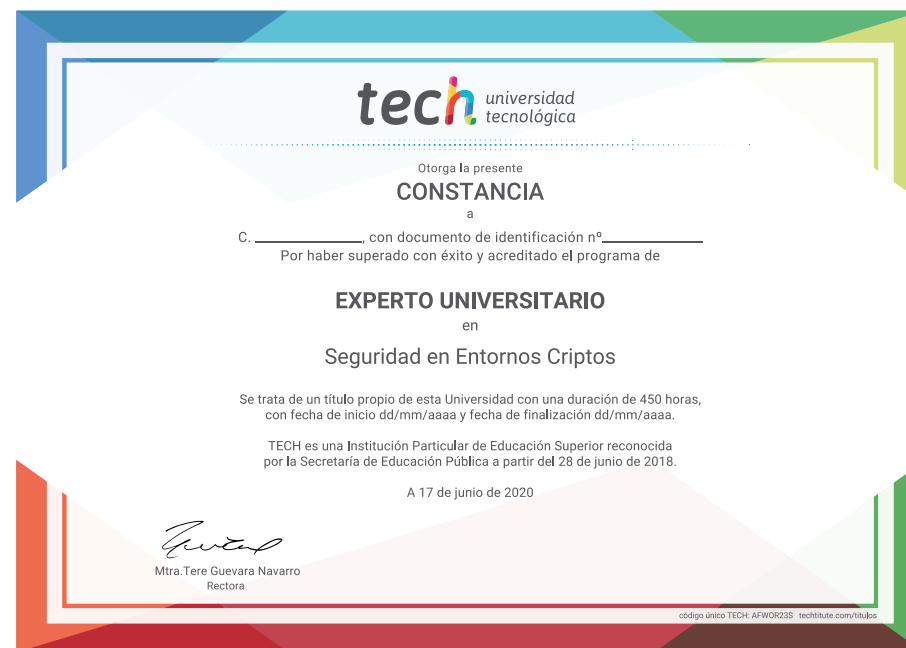 tech universidad
tecnológica
Otorga la presente
CONSTANCIA
a
C. ____________, con documento de identificación nº____________
Por haber superado con éxito y acreditado el programa de
EXPERTO UNIVERSITARIO
en
Seguridad en Entornos Criptos
Se trata de un título propio de esta Universidad con una duración de 450 horas,
con fecha de inicio dd/mm/aaaa y fecha de finalización dd/mm/aaaa.
TECH es una Institución Particular de Educación Superior reconocida
por la Secretaría de Educación Pública a partir del 28 de junio de 2018.
A 17 de junio de 2020
Mtra.Tere Guevara Navarro
Rectora
código único TECH: AFWOR23S techtitute.com/titulos